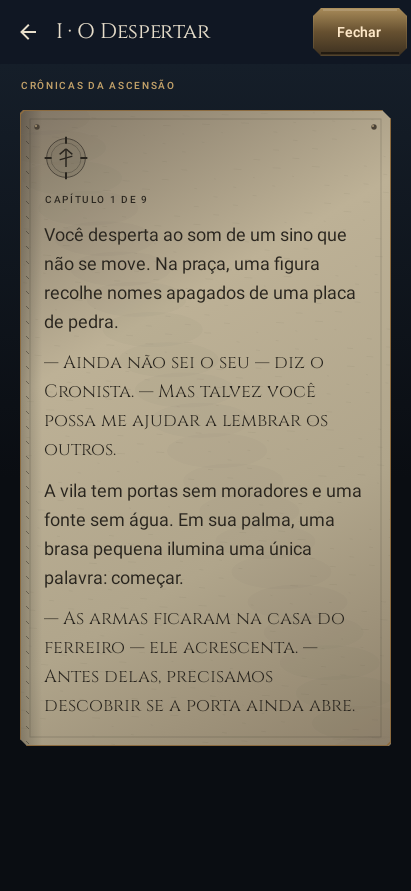 I · O Despertar
Fechar
CRÔNICAS DA ASCENSÃO
CAPÍTULO 1 DE 9
Você desperta ao som de um sino que
não se move. Na praça, uma figura
recolhe nomes apagados de uma placa
de pedra.
— Ainda não sei o seu — diz o
Cronista. — Mas talvez você
possa me ajudar a lembrar os
outros.
A vila tem portas sem moradores e uma
fonte sem água. Em sua palma, uma
brasa pequena ilumina uma única
palavra: começar.
— As armas ficaram na casa do
ferreiro — ele acrescenta. —
Antes delas, precisamos
descobrir se a porta ainda abre.